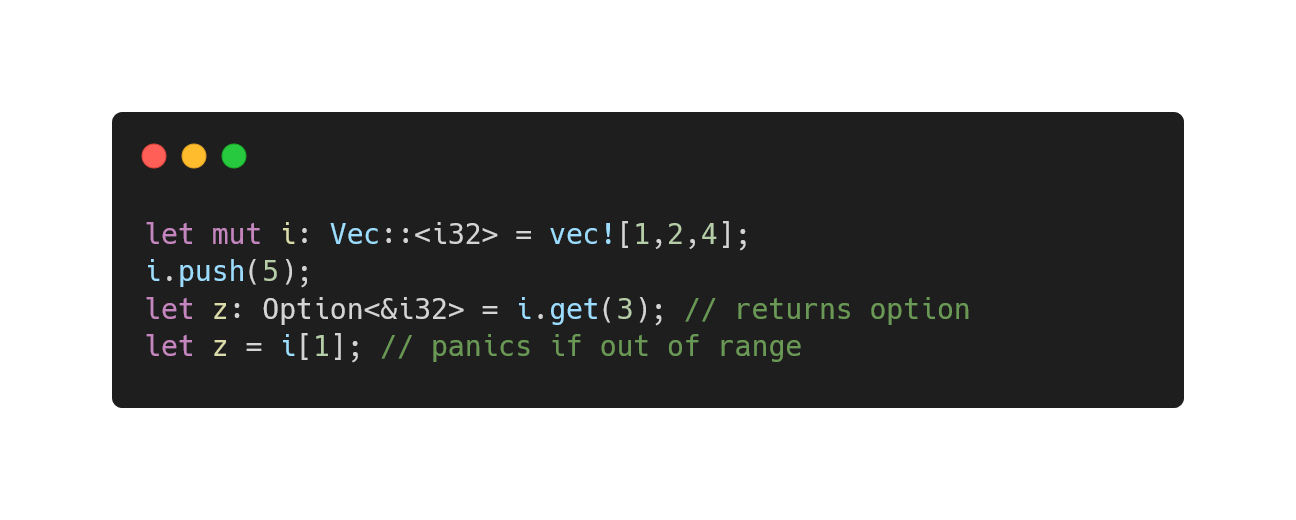 let mut i: Vec::<i32> = vec![1,2,4];
i.push(5);
let z: Option<&i32> = i.get(3); // returns option
let z = i[1]; // panics if out of range